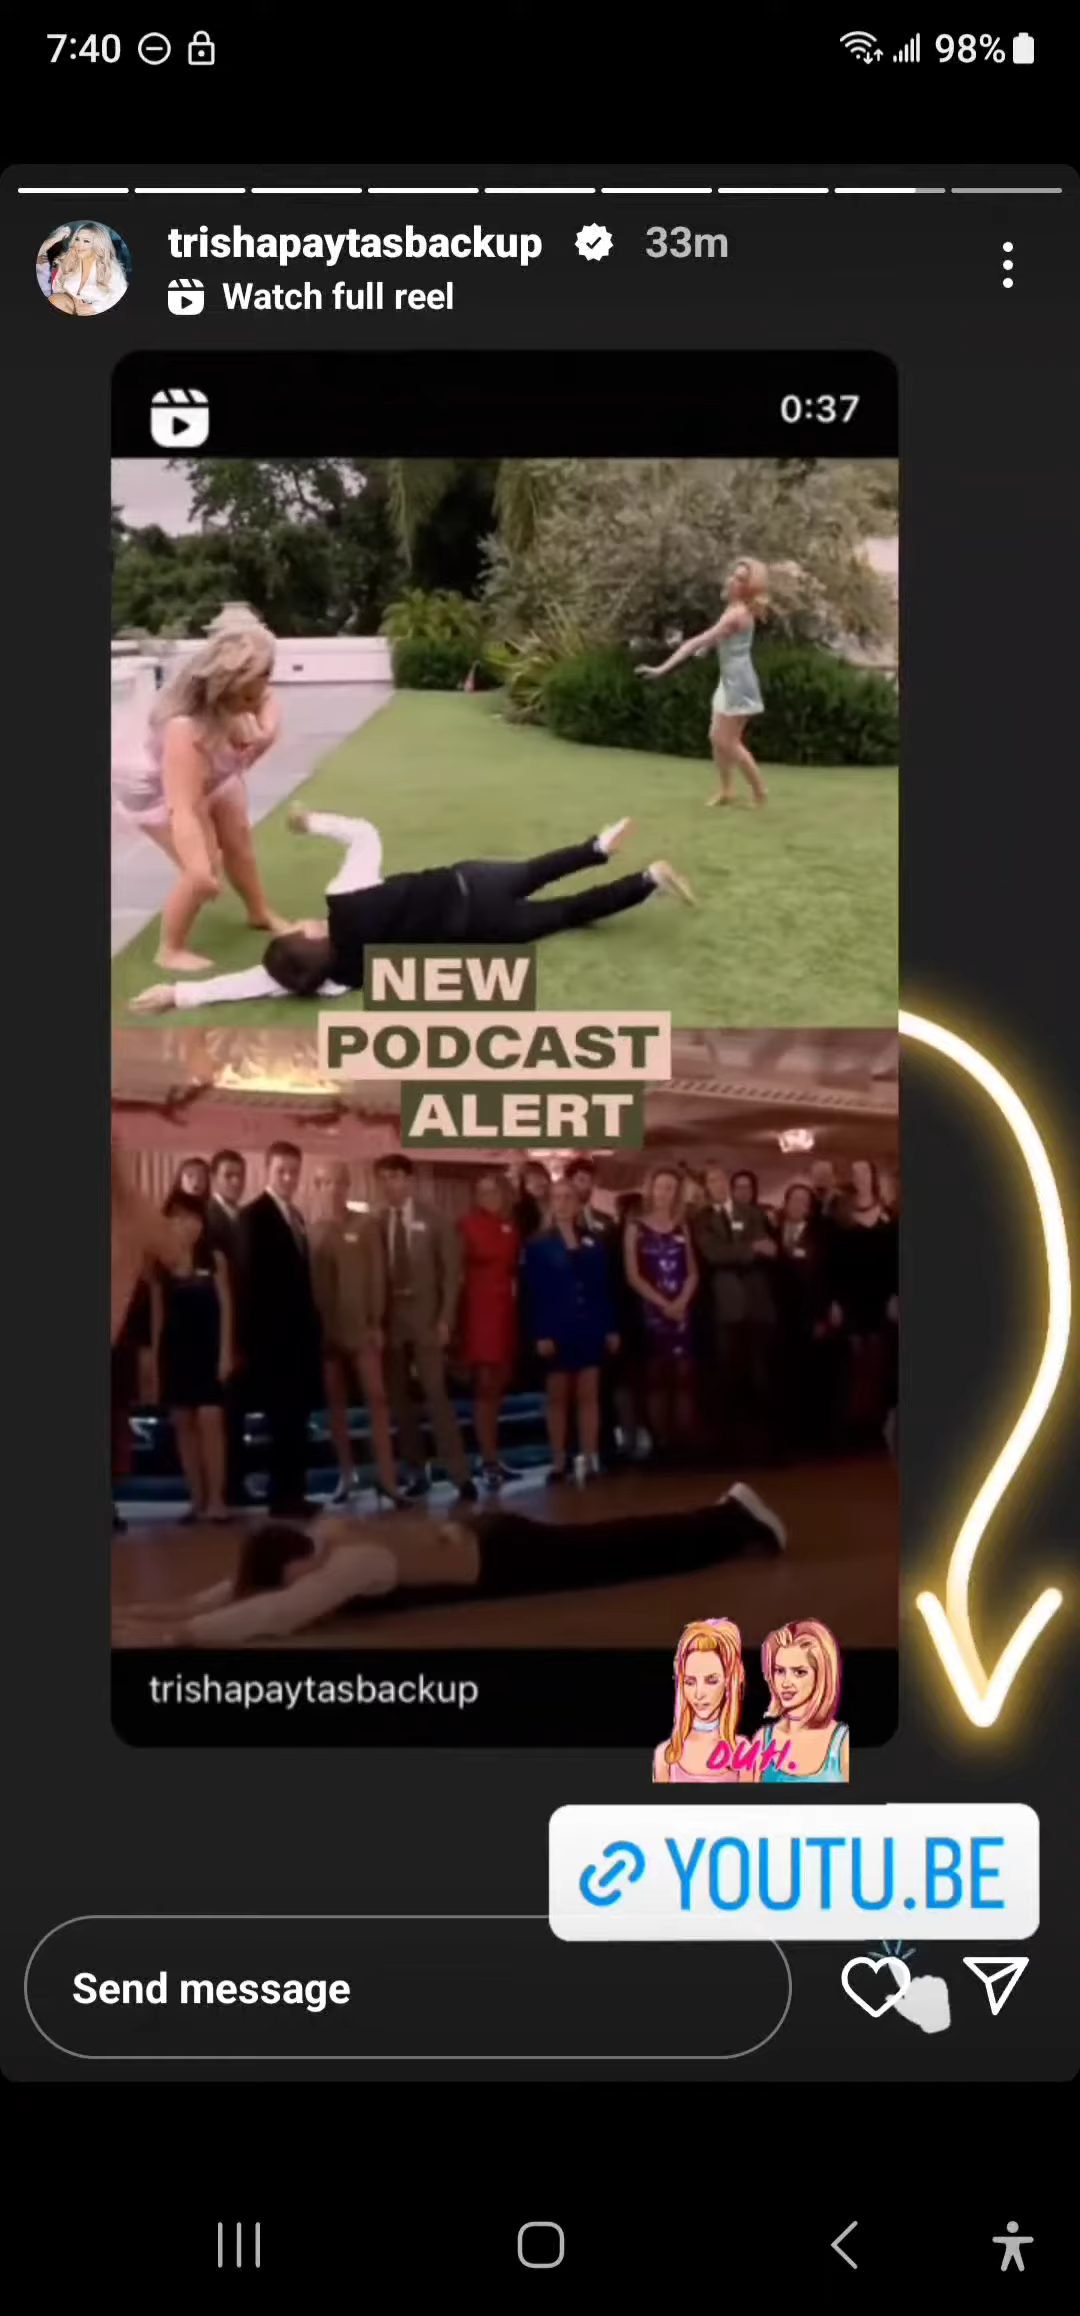 7:40
98%
trishapaytasbackup 33m
Watch full reel
0:37
NEW
PODCAST
ALERT
trishapaytasbackup
DUH.
YOUTU.BE
Send message